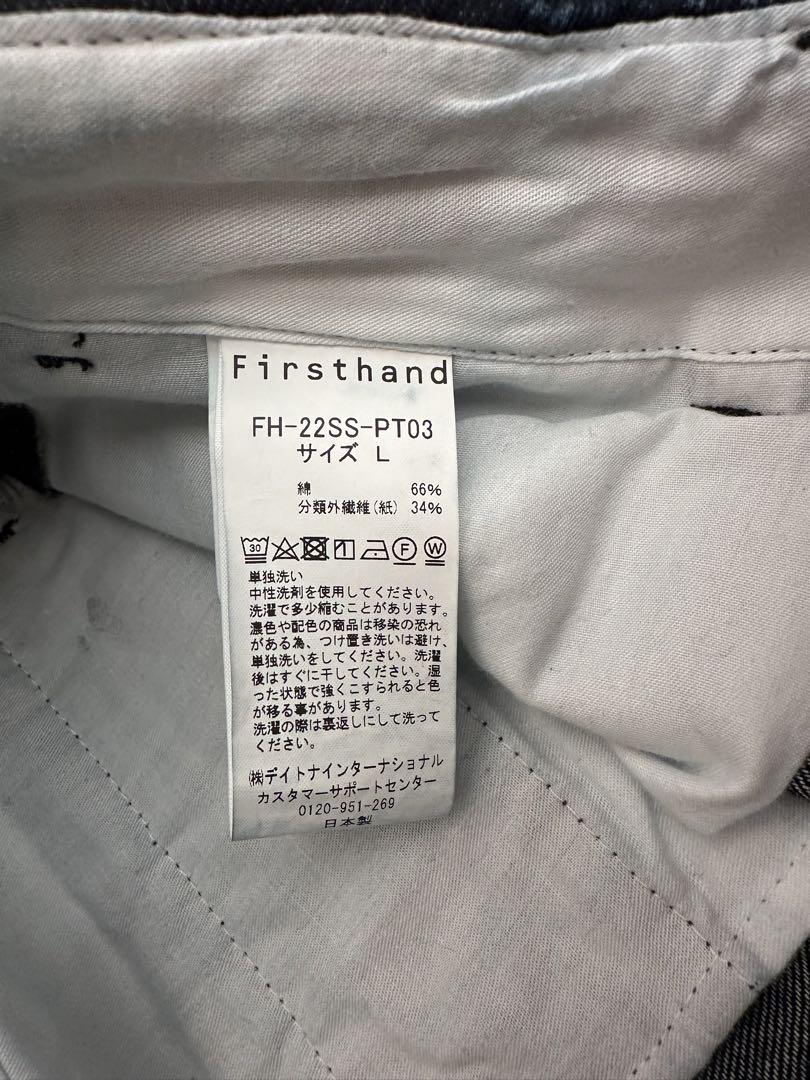 Firsthand
FH-22SS-PT03
サイズ L
綿 66%
分類外繊維(紙) 34%
30 F W
単独洗い
中性洗剤を使用してください。
洗濯で多少縮むことがあります。
濃色や配色の商品は移染の恐れ
がある為、つけ置き洗いは避け、
単独洗いをしてください。洗濯
後はすぐに干してください。湿
った状態で強くこすられると色
が移る事があります。
洗濯の際は裏返しにして洗って
ください。
(株)デイトナインターナショナル
カスタマーサポートセンター
0120-951-269
日本製